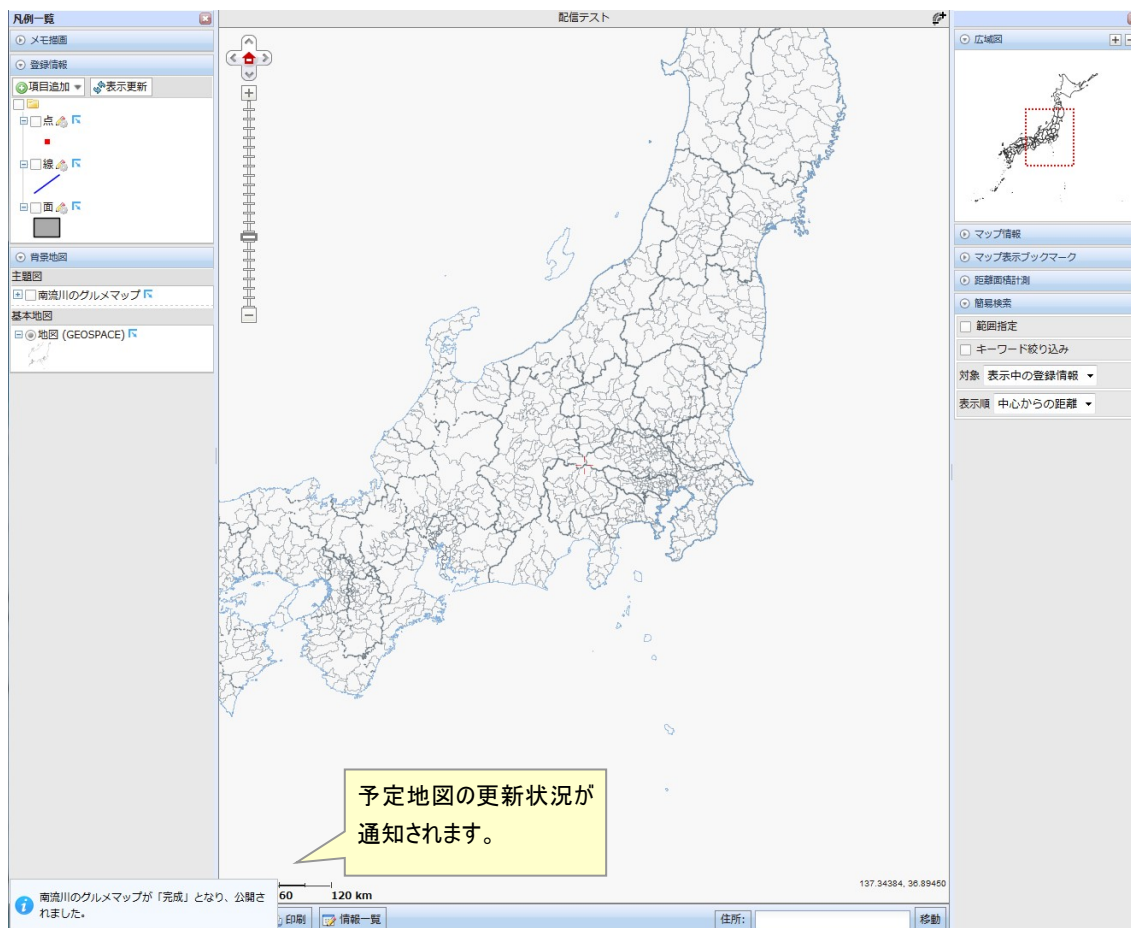 凡例一覧
配信テスト
メモ描画
登録情報
項目追加
表示更新
点
線
面
背景地図
主題図
南流川のグルメマップ
基本地図
地図 (GEOSPACE)
広域図
マップ情報
マップ表示ブックマーク
距離面積計測
簡易検索
範囲指定
キーワード絞り込み
対象 表示中の登録情報
表示順 中心からの距離
予定地図の更新状況が
通知されます。
60 120 km
137.34384, 36.89450
南流川のグルメマップが「完成」となり、公開さ
れました。
印刷 情報一覧 住所: 移動